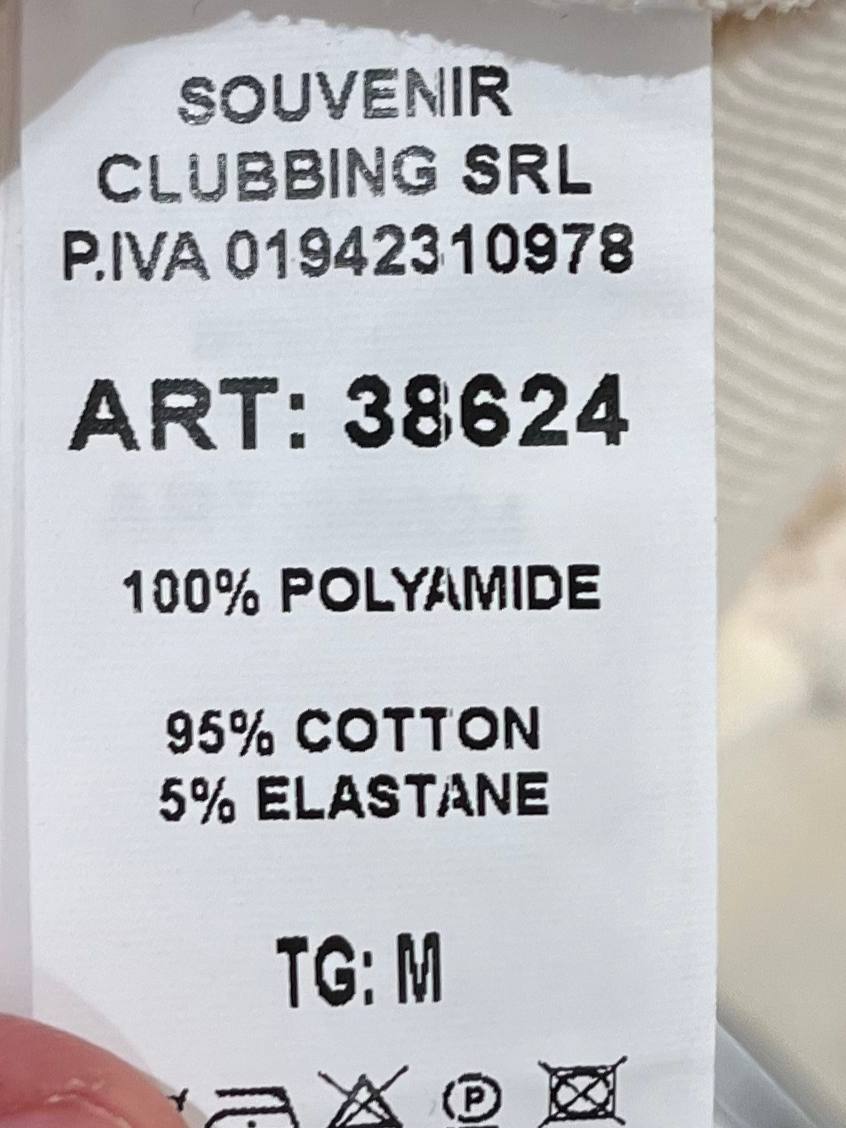 SOUVENIR
CLUBBING SRL
P.IVA 01942310978
ART: 38624
100% POLYAMIDE
95% COTTON
5% ELASTANE
TG: M
P